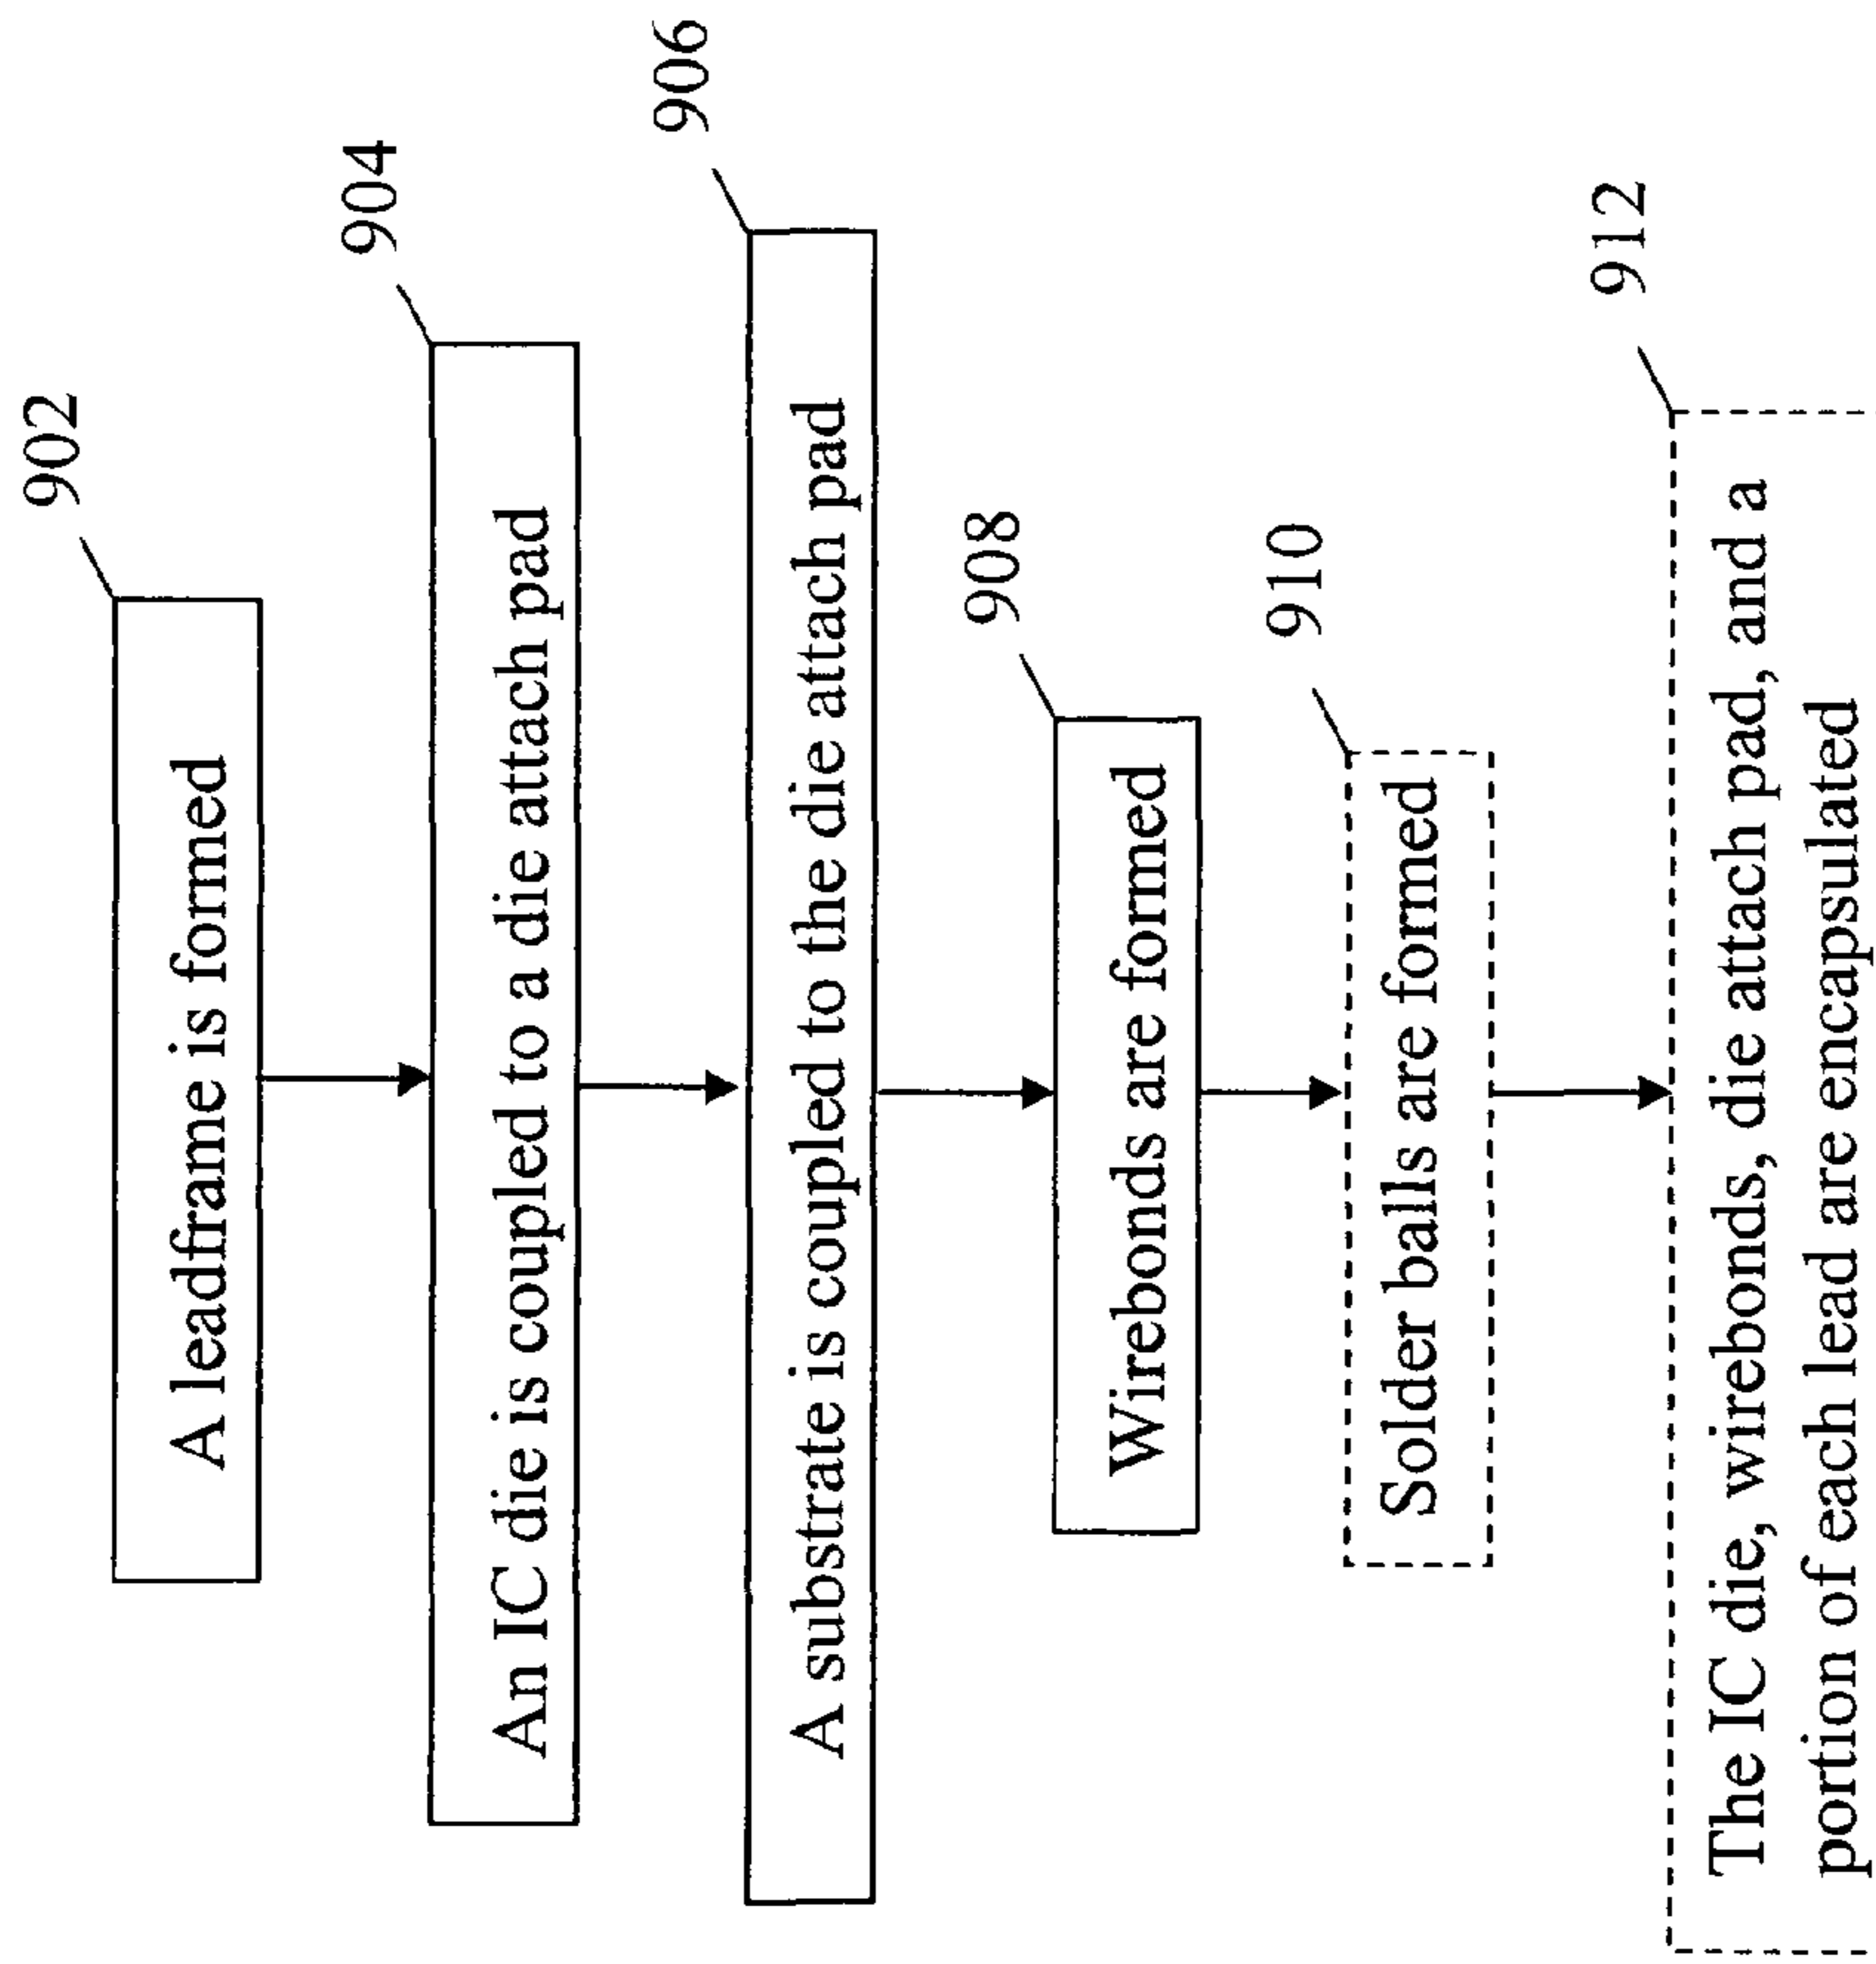 902
A leadframe is formed
904
An IC die is coupled to a die attach pad
906
A substrate is coupled to the die attach pad
908
Wirebonds are formed
910
Solder balls are formed
912
The IC die, wirebonds, die attach pad, and a
portion of each lead are encapsulated